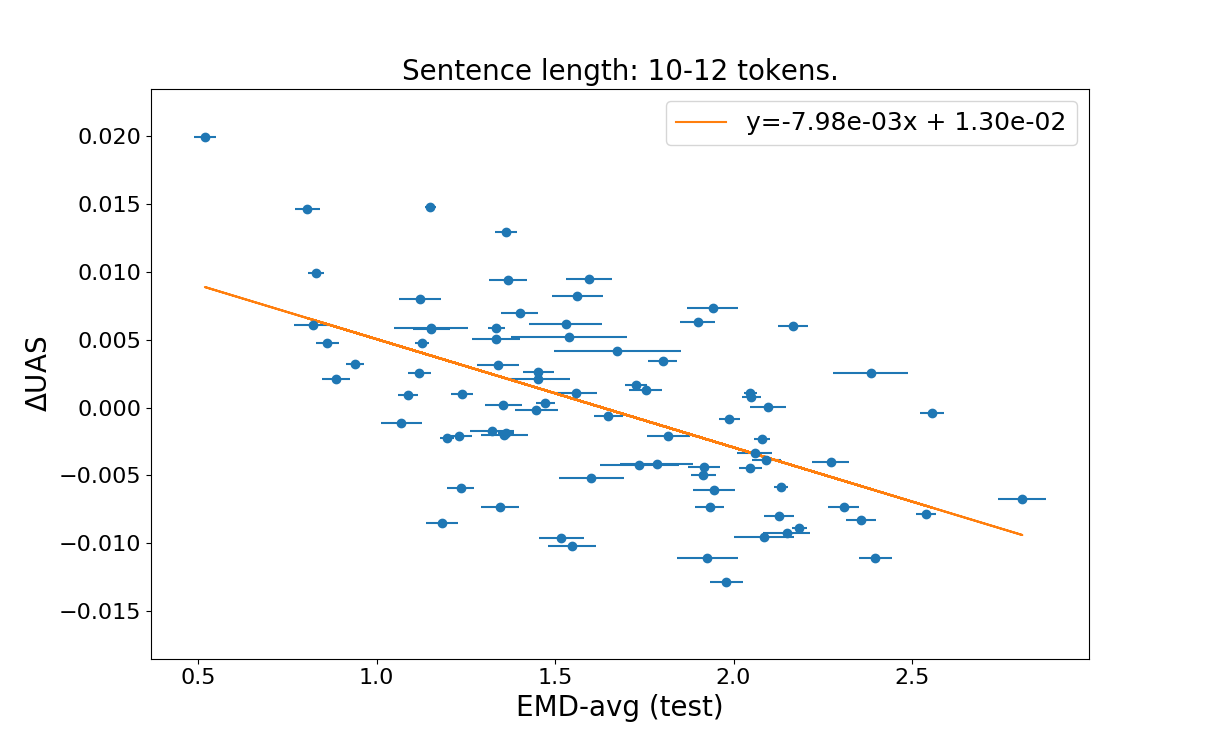 Sentence length: 10-12 tokens.
y=-7.98e-03x + 1.30e-02
0.020
0.015
0.010
0.005
0.000
−0.005
−0.010
−0.015
ΔUAS
0.5 1.0 1.5 2.0 2.5
EMD-avg (test)